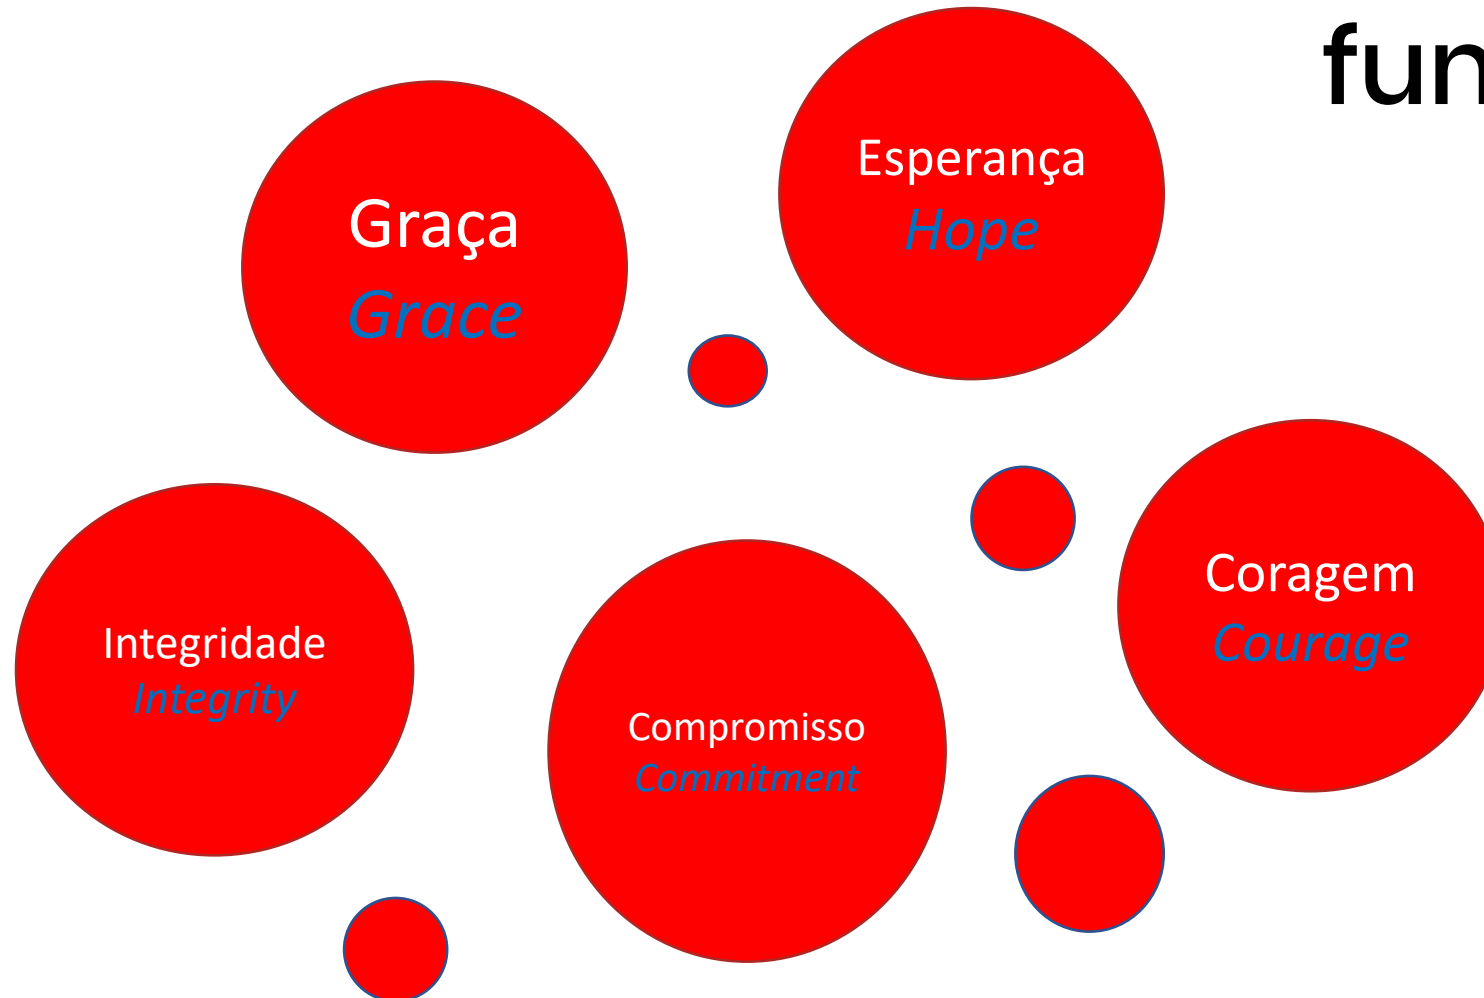 fun
Esperança
Hope
Graça
Grace
Coragem
Courage
Integridade
Integrity
Compromisso
Commitment